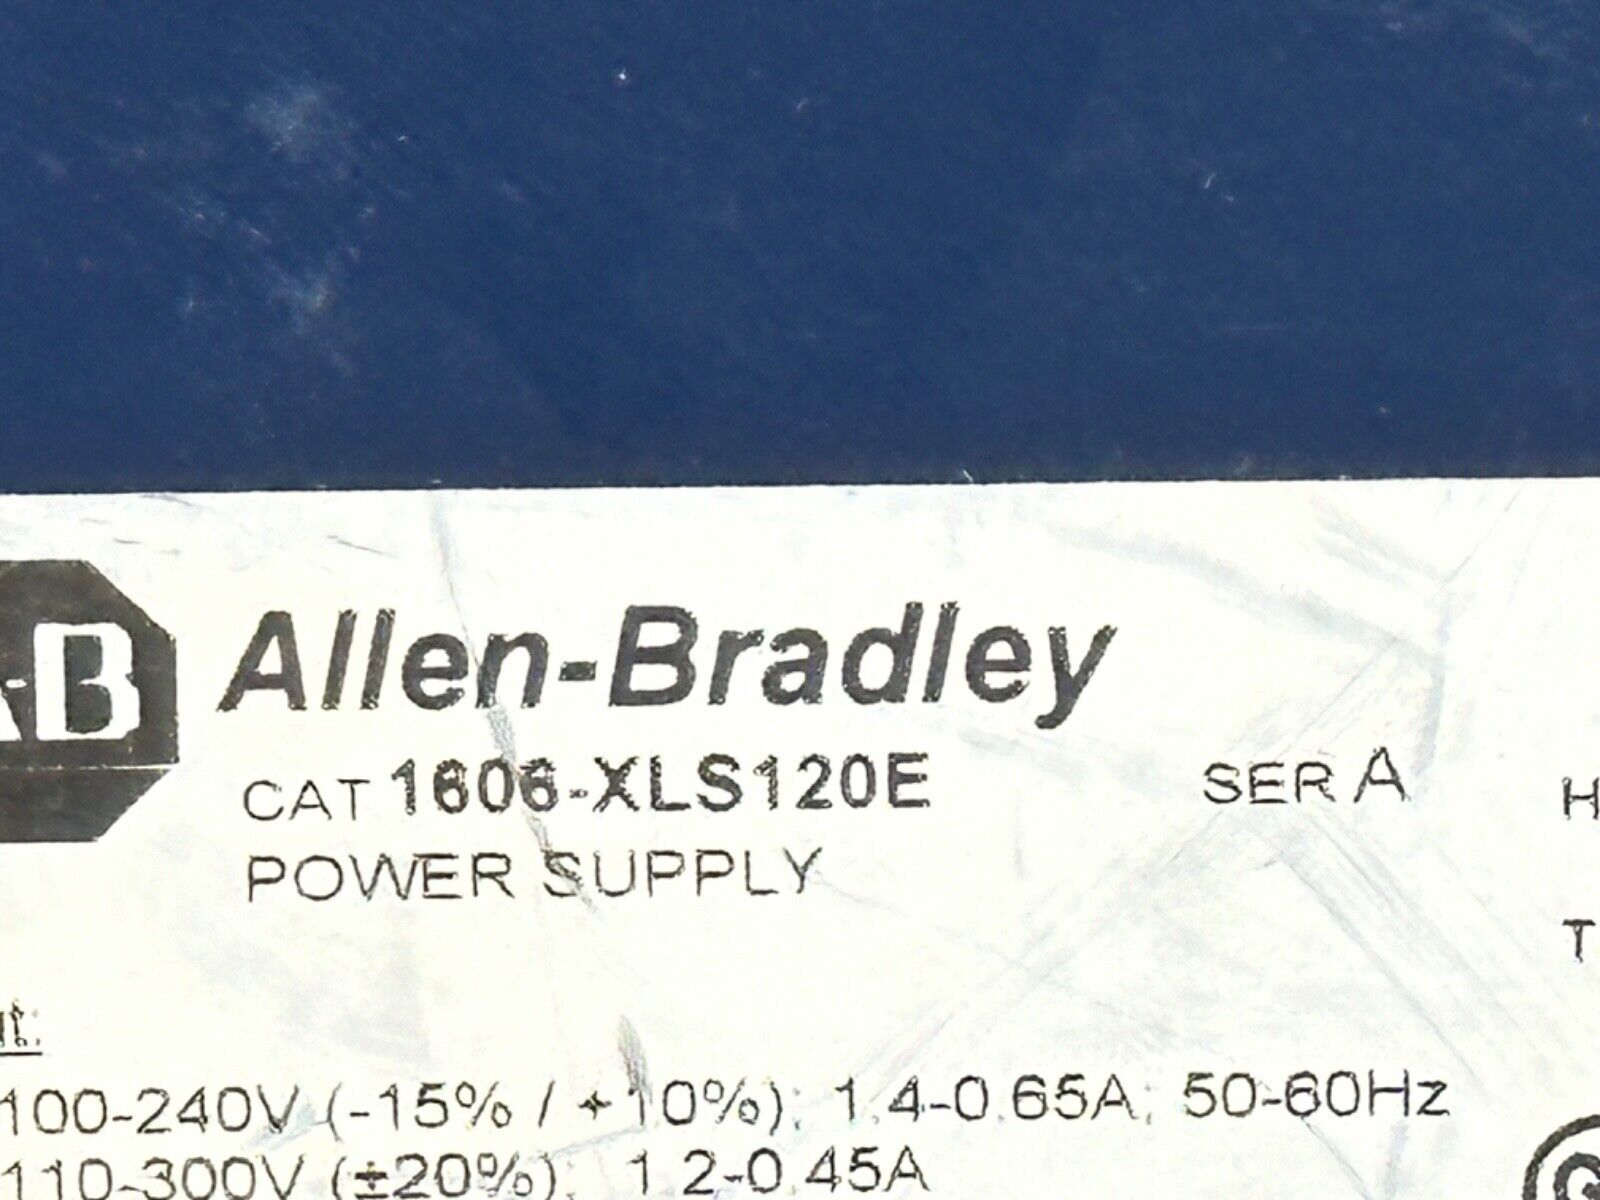 A-B Allen-Bradley
CAT 1606-XLS120E SER A
POWER SUPPLY
100-240V (-15% / +10%); 1.4-0.65A; 50-60Hz
110-300V (±20%); 1.2-0.45A